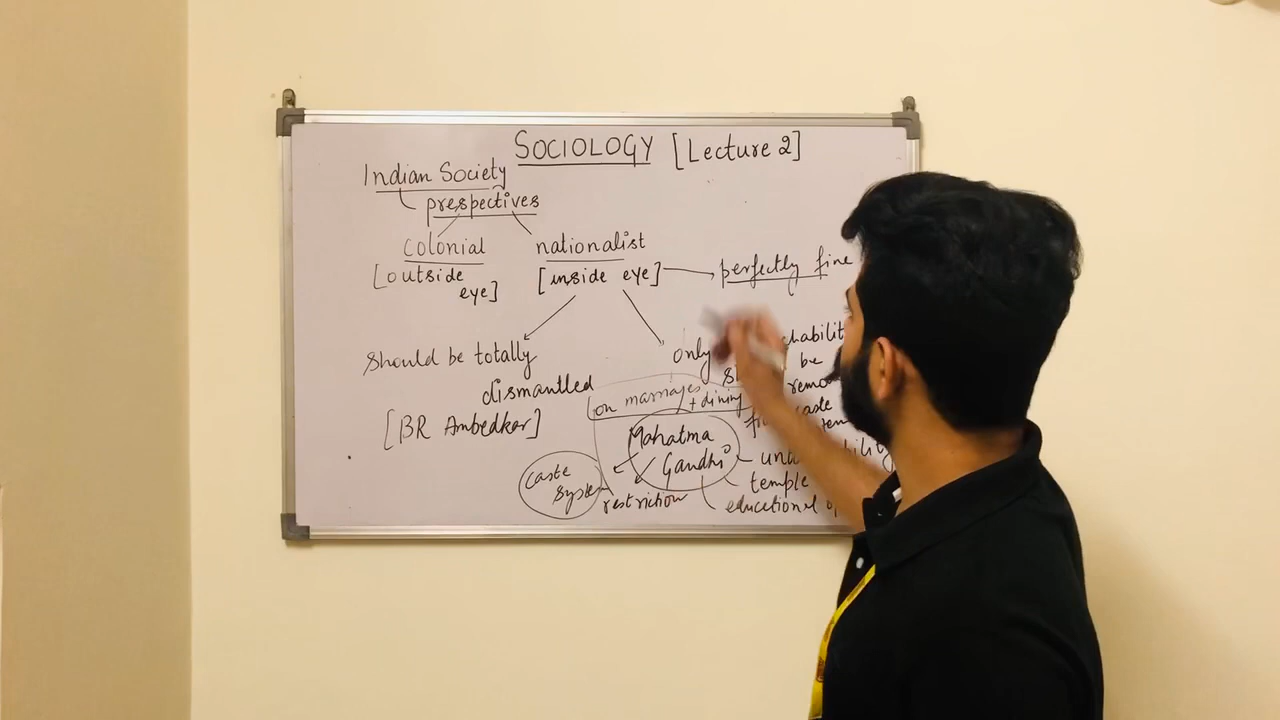 SOCIOLOGY [Lecture 2]
Indian Society
prespectives
colonial
[outside
eye]
nationalist
[inside eye]
perfectly fine
should be totally
dismantled
[BR Ambedkar]
only
be
on marriages
+ dining
caste
Mahatma
Gandhi
temple
educational
caste
system
restriction